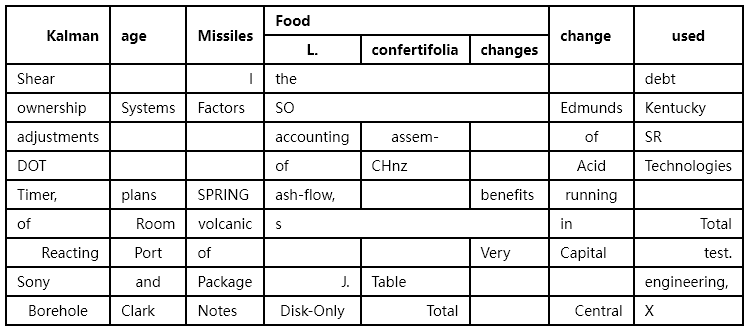 Kalman age Missiles Food change used
L. confertifolia changes
Shear l the debt
ownership Systems Factors SO Edmunds Kentucky
adjustments accounting assem- of SR
DOT of CHnz Acid Technologies
Timer, plans SPRING ash-flow, benefits running
of Room volcanic s in Total
Reacting Port of Very Capital test.
Sony and Package J. Table engineering,
Borehole Clark Notes Disk-Only Total Central X